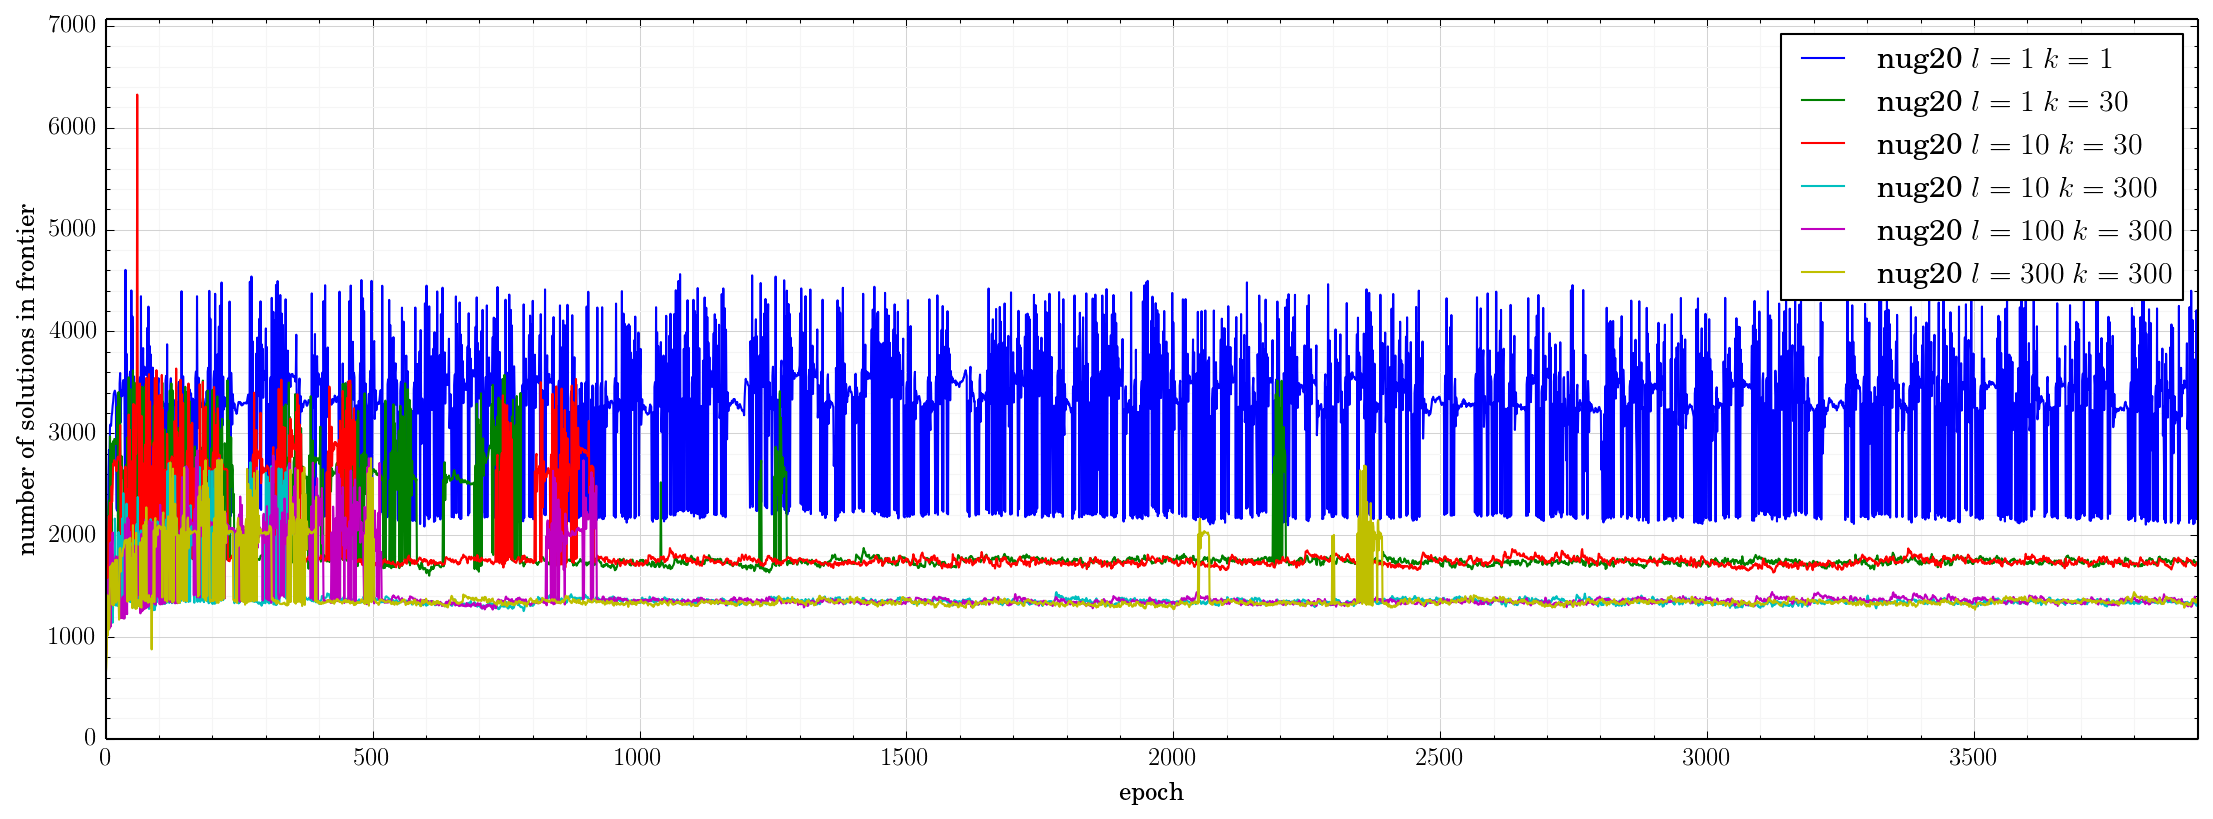 7000
6000
5000
4000
3000
2000
1000
0
number of solutions in frontier
0 500 1000 1500 2000 2500 3000 3500
epoch
nug20 l = 1 k = 1
nug20 l = 1 k = 30
nug20 l = 10 k = 30
nug20 l = 10 k = 300
nug20 l = 100 k = 300
nug20 l = 300 k = 300